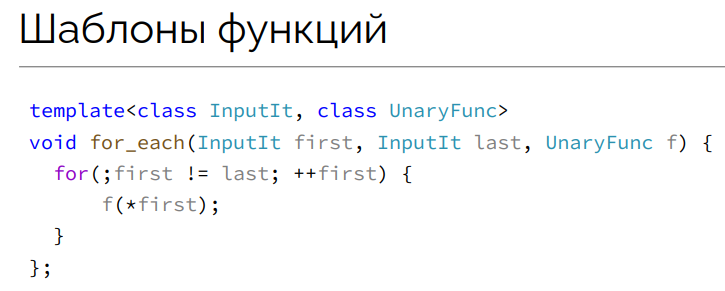 Шаблоны функций
template<class InputIt, class UnaryFunc>
void for_each(InputIt first, InputIt last, UnaryFunc f) {
  for(;first != last; ++first) {
      f(*first);
  }
};